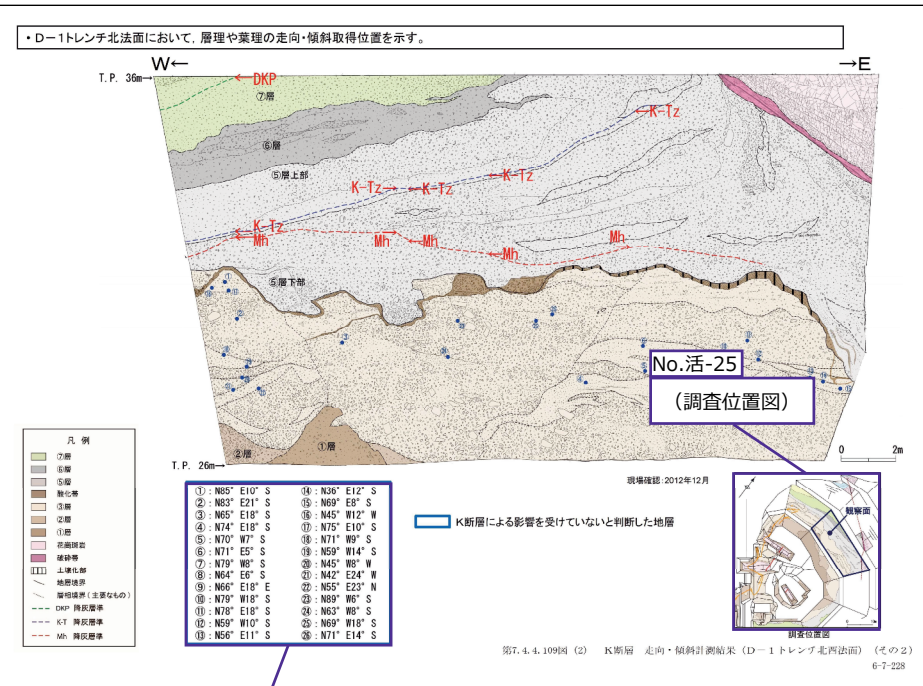 ・D－1トレンチ北法面において，層理や葉理の走向・傾斜取得位置を示す。
W←
→E
T.P. 36m→
←DKP
⑦層
←K-Tz
⑥層
⑤層上部
←K-Tz
K-Tz→
←K-Tz
K-Tz
Mh
Mh
←Mh
←Mh
Mh
⑤層下部
No.活-25
（調査位置図）
②層
①層
T.P. 26m→
0 2m
現場確認:2012年12月
凡 例
⑦層
⑥層
⑤層
酸化帯
③層
②層
①層
花崗斑岩
破砕帯
土壌化部
地層境界
層相境界(主要なもの)
DKP 降灰層準
K-T 降灰層準
Mh 降灰層準
①：N85° E10° S ⑭：N36° E12° S
②：N83° E21° S ⑮：N69° E8° S
③：N65° E18° S ⑯：N45° W12° W
④：N74° E18° S ⑰：N75° E10° S
⑤：N70° W7° S ⑱：N71° W9° S
⑥：N71° E5° S ⑲：N59° W14° S
⑦：N79° W8° S ⑳：N45° W8° W
⑧：N64° E6° S ㉑：N42° E24° W
⑨：N66° E18° E ㉒：N55° E23° N
⑩：N79° W18° S ㉓：N89° W6° S
⑪：N78° E18° S ㉔：N63° W8° S
⑫：N59° W10° S ㉕：N69° W18° S
⑬：N56° E11° S ㉖：N71° E14° S
K断層による影響を受けていないと判断した地層
観察面
調査位置図
第7.4.4.109図 (2) K断層 走向・傾斜計測結果（D－1トレンチ北西法面）（その2）
6-7-228